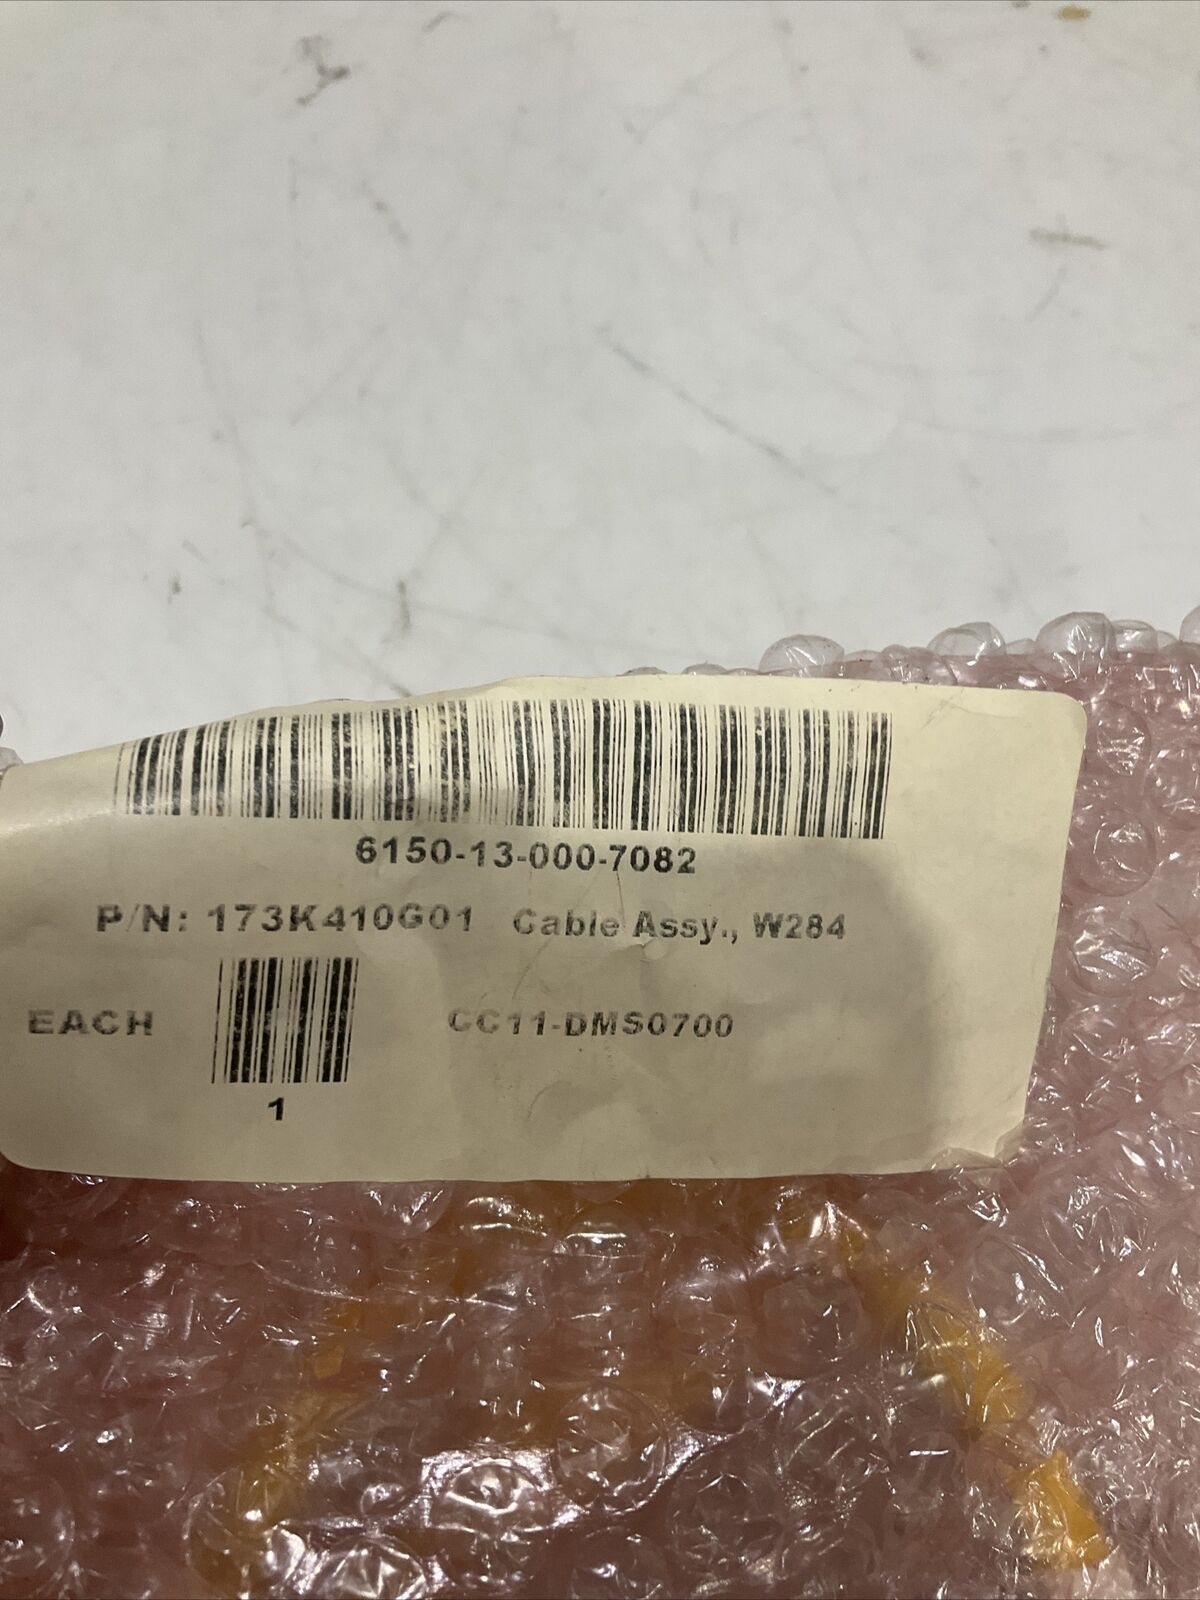 6150-13-000-7082
P/N: 173K410G01 Cable Assy., W284
EACH CC11-DMS0700
1